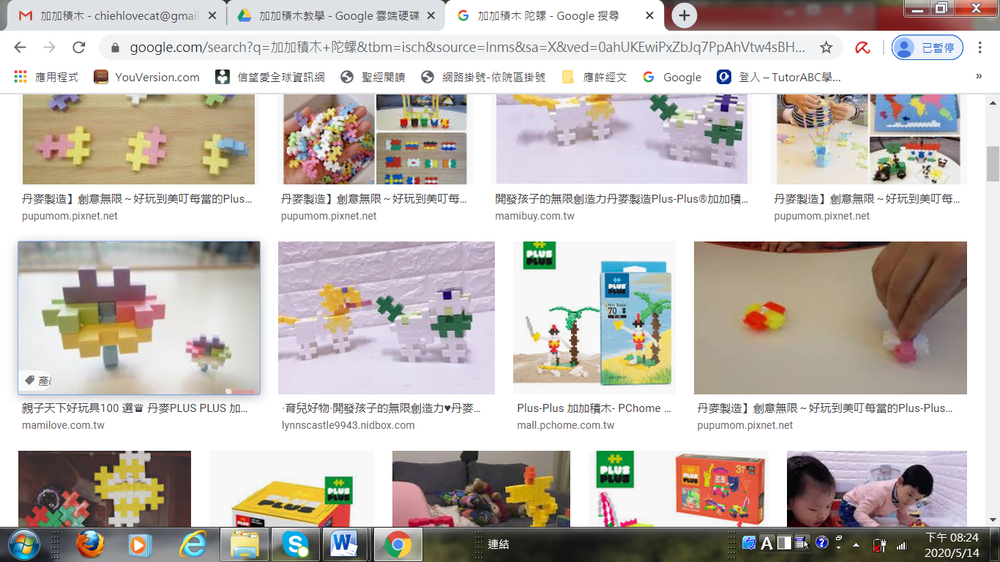 加加積木 - chiehlovecat@gmail
加加積木教學 - Google 雲端硬碟
加加積木 陀螺 - Google 搜尋
google.com/search?q=加加積木+陀螺&tbm=isch&source=lnms&sa=X&ved=0ahUKEwiPxZbJq7PpAhVtw4sBH...
已暫停
應用程式
YouVersion.com
信望愛全球資訊網
聖經閱讀
網路掛號-依院區掛號
應許經文
Google
登入 – TutorABC學...
»
丹麥製造】創意無限～好玩到美叮每當的Plus...
pupumom.pixnet.net
丹麥製造】創意無限～好玩到美叮每...
pupumom.pixnet.net
開發孩子的無限創造力丹麥製造Plus-Plus®加加積...
mamibuy.com.tw
丹麥製造】創意無限～好玩到美叮每...
pupumom.pixnet.net
PLUS PLUS
PLUS PLUS
Mini Basic
70
親子天下好玩具100 選♛ 丹麥PLUS PLUS 加...
mamilove.com.tw
·育兒好物·開發孩子的無限創造力♥丹麥...
lynnscastle9943.nidbox.com
Plus-Plus 加加積木- PChome ...
mall.pchome.com.tw
丹麥製造】創意無限～好玩到美叮每當的Plus-Plus...
pupumom.pixnet.net
PLUS PLUS
PLUS PLUS
PLUS PLUS
連結
下午 08:24
2020/5/14